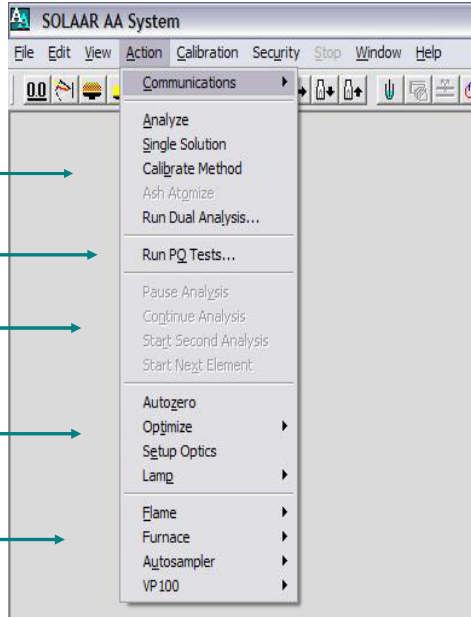 SOLAAR AA System
File Edit View Action Calibration Security Stop Window Help
0.0
Communications
Analyze
Single Solution
Calibrate Method
Ash Atomize
Run Dual Analysis...
Run PQ Tests...
Pause Analysis
Continue Analysis
Start Second Analysis
Start Next Element
Autozero
Optimize
Setup Optics
Lamp
Flame
Furnace
Autosampler
VP100